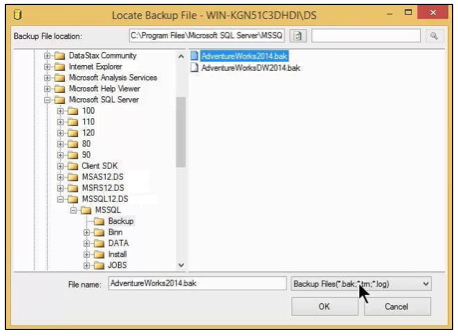 Locate Backup File - WIN-KGN51C3DHDI\DS
Backup File location:
C:\Program Files\Microsoft SQL Server\MSSQ
DataStax Community
Internet Explorer
Microsoft Analysis Services
Microsoft Help Viewer
Microsoft SQL Server
100
110
120
80
90
Client SDK
MSAS12.DS
MSRS12.DS
MSSQL12.DS
MSSQL
Backup
Binn
DATA
Install
JOBS
AdventureWorks2014.bak
AdventureWorksDW2014.bak
File name:
AdventureWorks2014.bak
Backup Files(*.bak;*.trn;*.log)
OK
Cancel